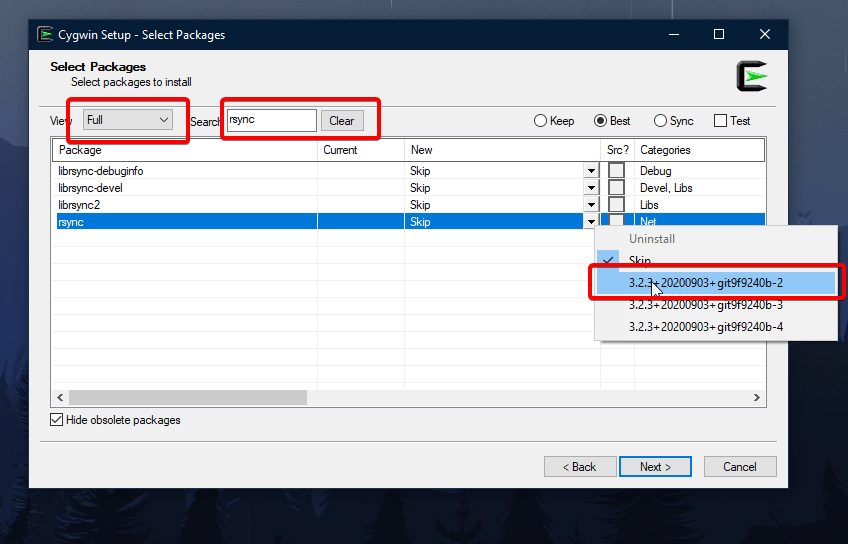 Cygwin Setup - Select Packages
Select Packages
Select packages to install
View Full Search rsync Clear Keep Best Sync Test
Package Current New Src? Categories
librsync-debuginfo Skip Debug
librsync-devel Skip Devel, Libs
librsync2 Skip Libs
rsync Skip Net
Uninstall
Skip
3.2.3+20200903+git9f9240b-2
3.2.3+20200903+git9f9240b-3
3.2.3+20200903+git9f9240b-4
Hide obsolete packages
< Back Next > Cancel